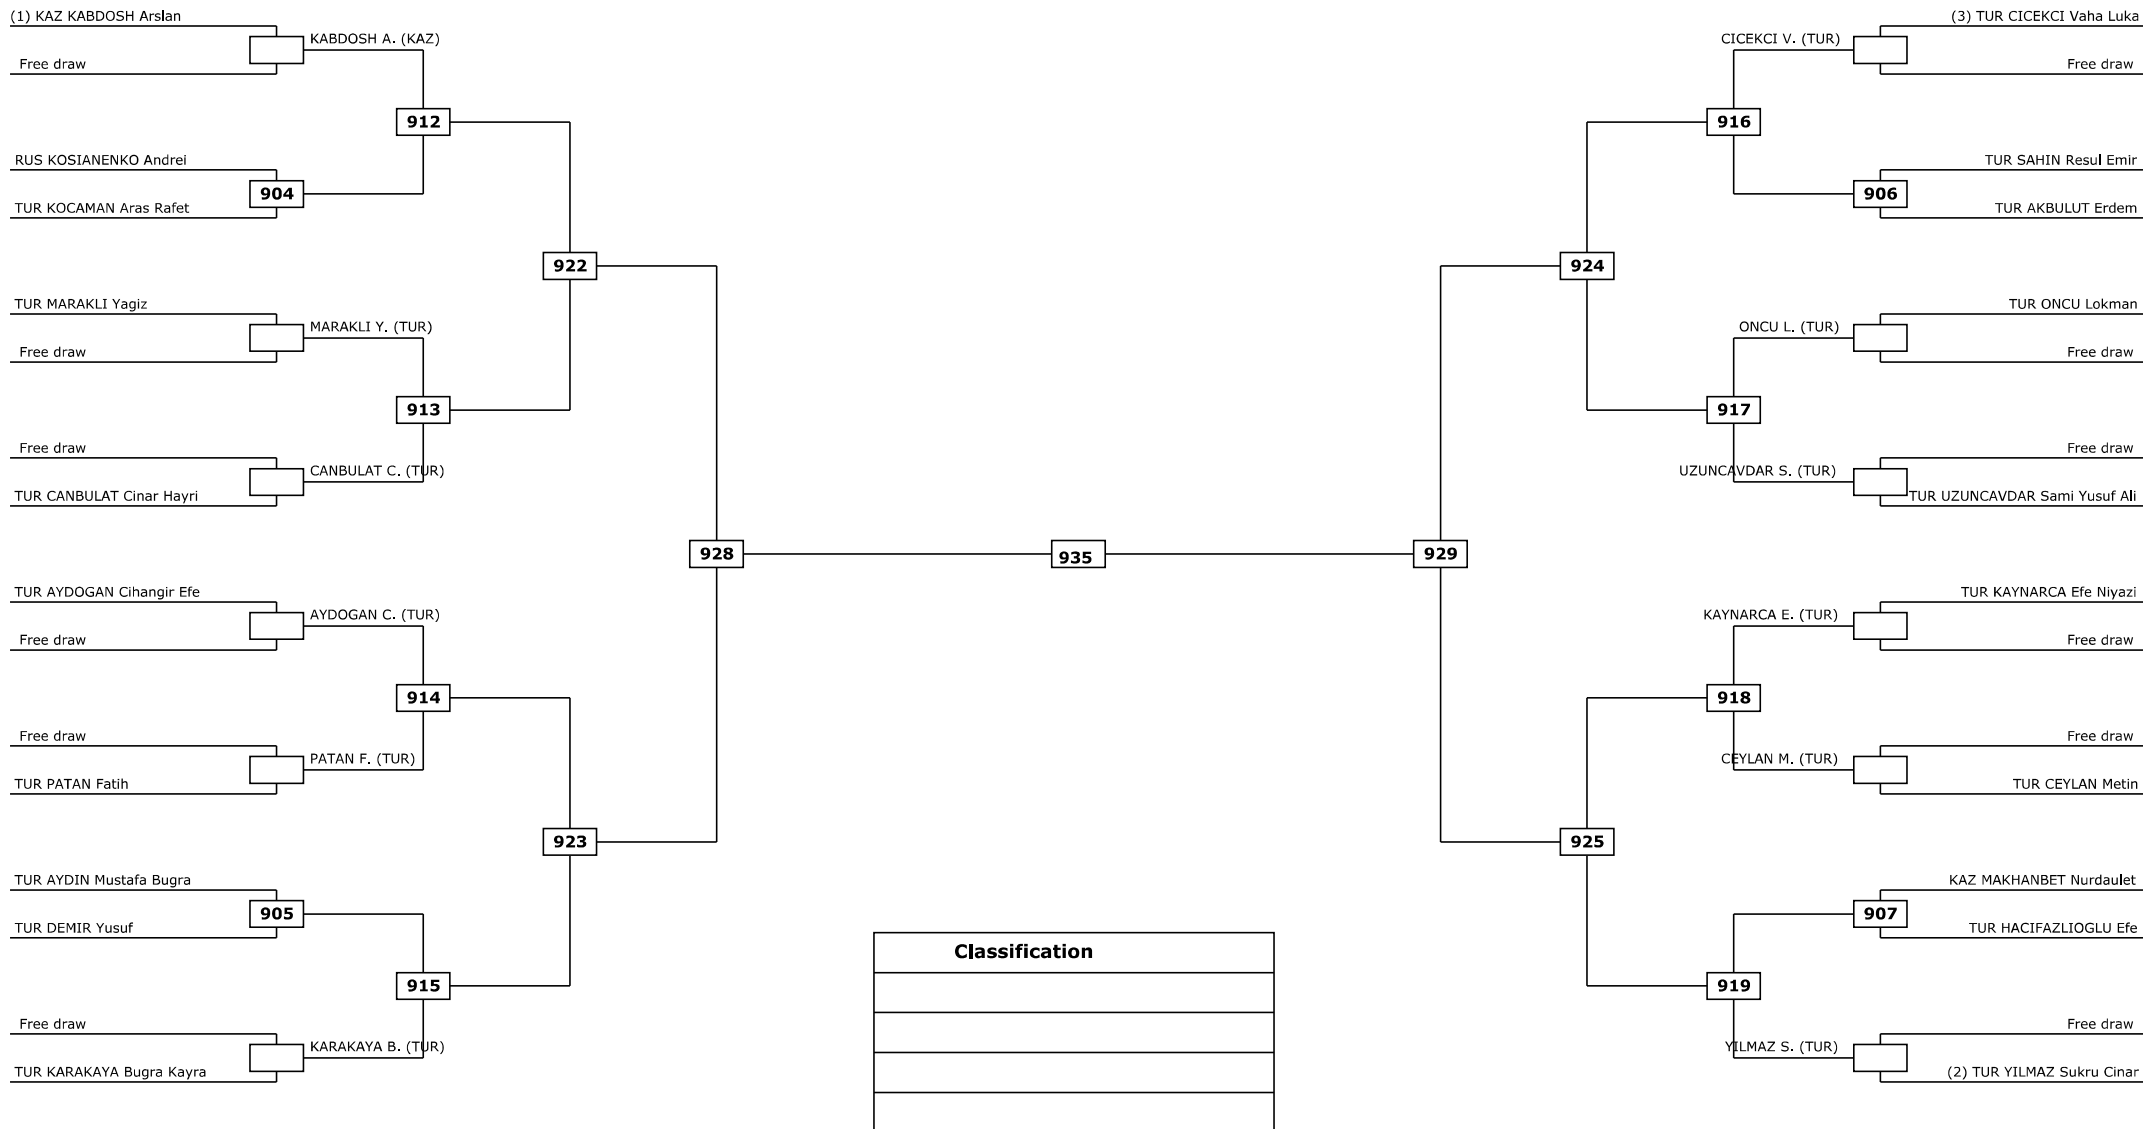 (1) KAZ KABDOSH Arslan
KABDOSH A. (KAZ)
Free draw
912
RUS KOSIANENKO Andrei
904
TUR KOCAMAN Aras Rafet
922
TUR MARAKLI Yagiz
MARAKLI Y. (TUR)
Free draw
913
Free draw
CANBULAT C. (TUR)
TUR CANBULAT Cinar Hayri
928
TUR AYDOGAN Cihangir Efe
AYDOGAN C. (TUR)
Free draw
914
Free draw
PATAN F. (TUR)
TUR PATAN Fatih
923
TUR AYDIN Mustafa Bugra
905
TUR DEMIR Yusuf
915
Free draw
KARAKAYA B. (TUR)
TUR KARAKAYA Bugra Kayra
935
(3) TUR CICEKCI Vaha Luka
CICEKCI V. (TUR)
Free draw
916
TUR SAHIN Resul Emir
906
TUR AKBULUT Erdem
924
TUR ONCU Lokman
ONCU L. (TUR)
Free draw
917
Free draw
UZUNCAVDAR S. (TUR)
TUR UZUNCAVDAR Sami Yusuf Ali
929
TUR KAYNARCA Efe Niyazi
KAYNARCA E. (TUR)
Free draw
918
Free draw
CEYLAN M. (TUR)
TUR CEYLAN Metin
925
KAZ MAKHANBET Nurdaulet
907
TUR HACIFAZLIOGLU Efe
919
Free draw
YILMAZ S. (TUR)
(2) TUR YILMAZ Sukru Cinar
Classification